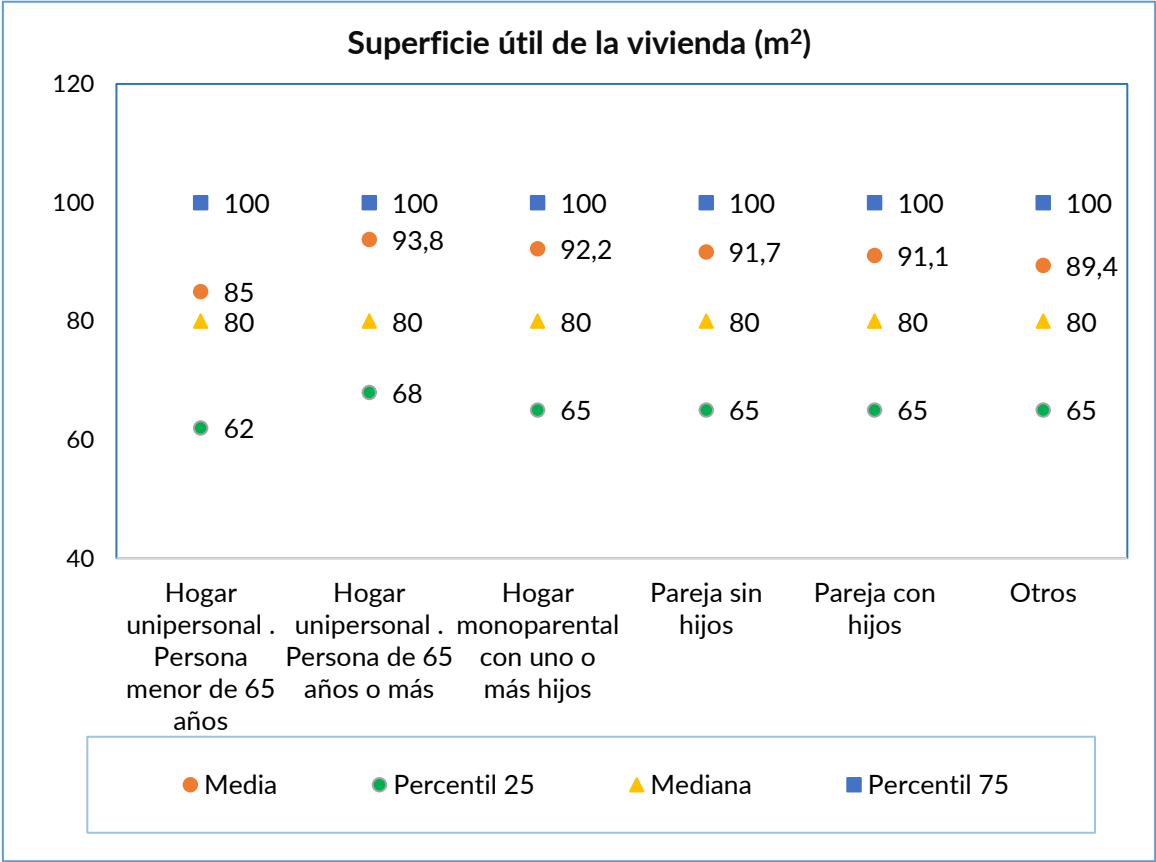 Superficie útil de la vivienda (m²)
120
100
80
60
40
100
100
100
100
100
100
93,8
92,2
91,7
91,1
89,4
85
80
80
80
80
80
80
68
65
65
65
65
62
Hogar
unipersonal .
Persona
menor de 65
años
Hogar
unipersonal .
Persona de 65
años o más
Hogar
monoparental
con uno o
más hijos
Pareja sin
hijos
Pareja con
hijos
Otros
Media
Percentil 25
Mediana
Percentil 75